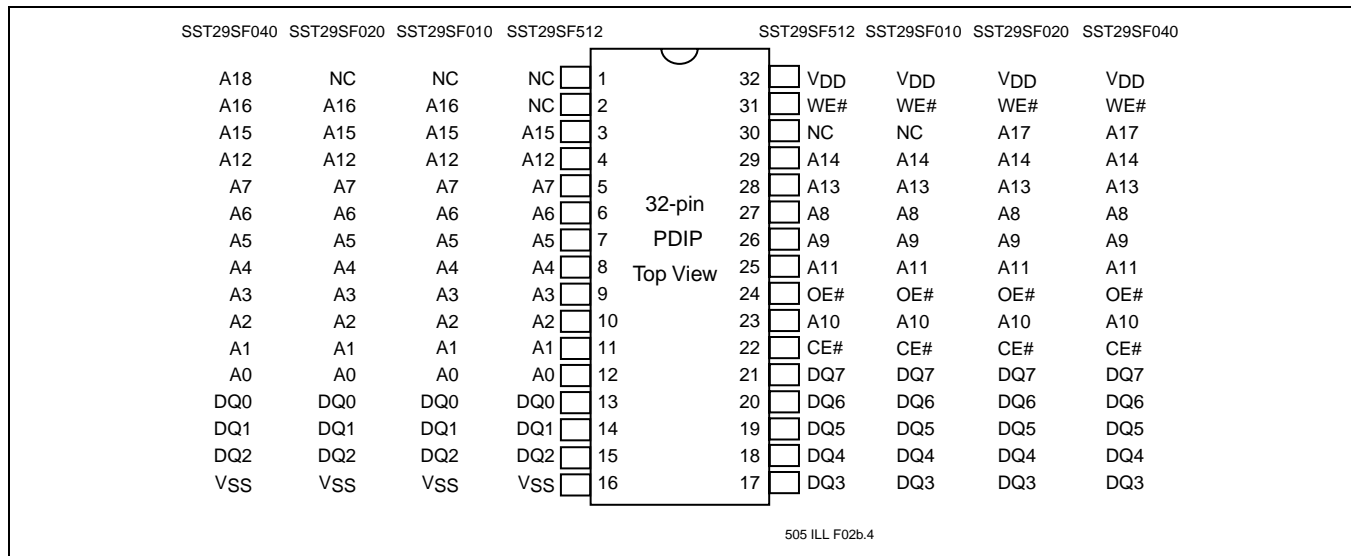 SST29SF040 SST29SF020 SST29SF010 SST29SF512 SST29SF512 SST29SF010 SST29SF020 SST29SF040
A18 NC NC NC 1 32 VDD VDD VDD VDD
A16 A16 A16 NC 2 31 WE# WE# WE# WE#
A15 A15 A15 A15 3 30 NC NC A17 A17
A12 A12 A12 A12 4 29 A14 A14 A14 A14
A7 A7 A7 A7 5 28 A13 A13 A13 A13
A6 A6 A6 A6 6 32-pin 27 A8 A8 A8 A8
A5 A5 A5 A5 7 PDIP 26 A9 A9 A9 A9
A4 A4 A4 A4 8 Top View 25 A11 A11 A11 A11
A3 A3 A3 A3 9 24 OE# OE# OE# OE#
A2 A2 A2 A2 10 23 A10 A10 A10 A10
A1 A1 A1 A1 11 22 CE# CE# CE# CE#
A0 A0 A0 A0 12 21 DQ7 DQ7 DQ7 DQ7
DQ0 DQ0 DQ0 DQ0 13 20 DQ6 DQ6 DQ6 DQ6
DQ1 DQ1 DQ1 DQ1 14 19 DQ5 DQ5 DQ5 DQ5
DQ2 DQ2 DQ2 DQ2 15 18 DQ4 DQ4 DQ4 DQ4
VSS VSS VSS VSS 16 17 DQ3 DQ3 DQ3 DQ3
505 ILL F02b.4